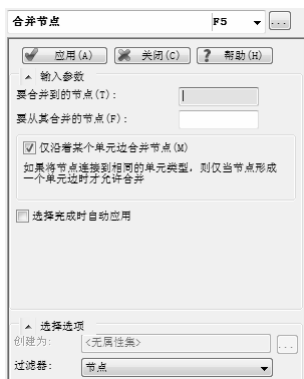 合并节点 F5 ...
应用(A) 关闭(C) ? 帮助(H)
输入参数
要合并到的节点(T):
要从其合并的节点(F):
仅沿着某个单元边合并节点(M)
如果将节点连接到相同的单元类型，则仅当节点形成
一个单元边时才允许合并
选择完成时自动应用
选择选项
创建为: <无属性集> ...
过滤器: 节点